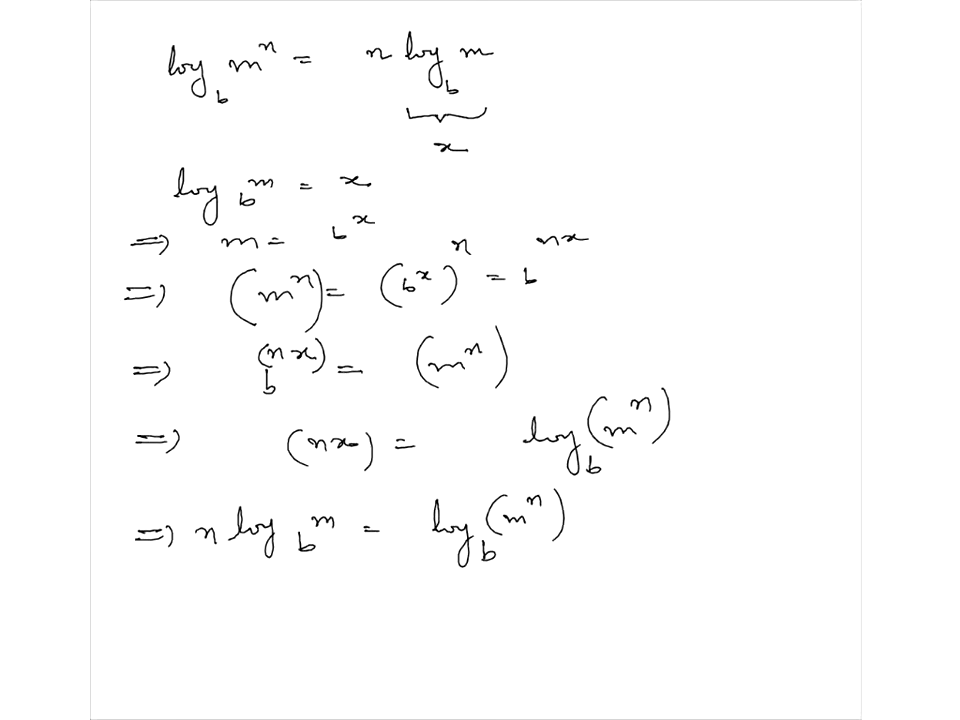 log_b m^n = n log_b m
x
log_b m = x
⇒ m = b^x
⇒ (m^n) = (b^x)^n = b^nx
⇒ b^(nx) = (m^n)
⇒ (nx) = log_b (m^n)
⇒ n log_b m = log_b (m^n)